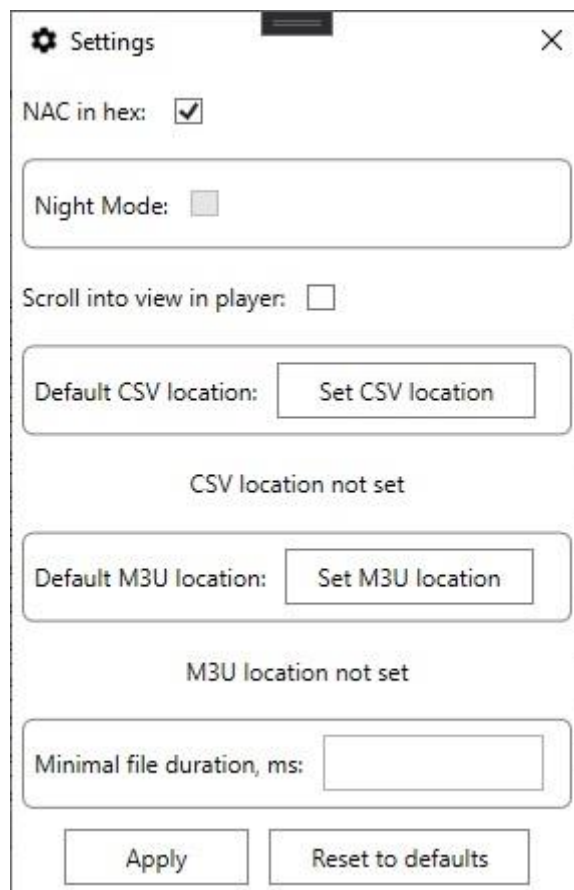 Settings
NAC in hex:
Night Mode:
Scroll into view in player:
Default CSV location: Set CSV location
CSV location not set
Default M3U location: Set M3U location
M3U location not set
Minimal file duration, ms:
Apply Reset to defaults